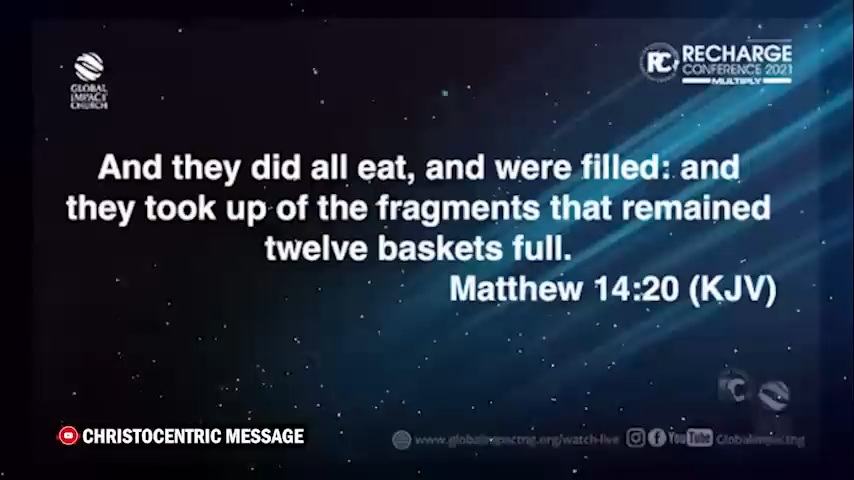 GLOBAL
IMPACT
CHURCH
RC
RECHARGE
CONFERENCE 2021
MULTIPLY
And they did all eat, and were filled: and
they took up of the fragments that remained
twelve baskets full.
Matthew 14:20 (KJV)
CHRISTOCENTRIC MESSAGE
www.globalimpactng.org/watch-live
YouTube
Globalimpactng